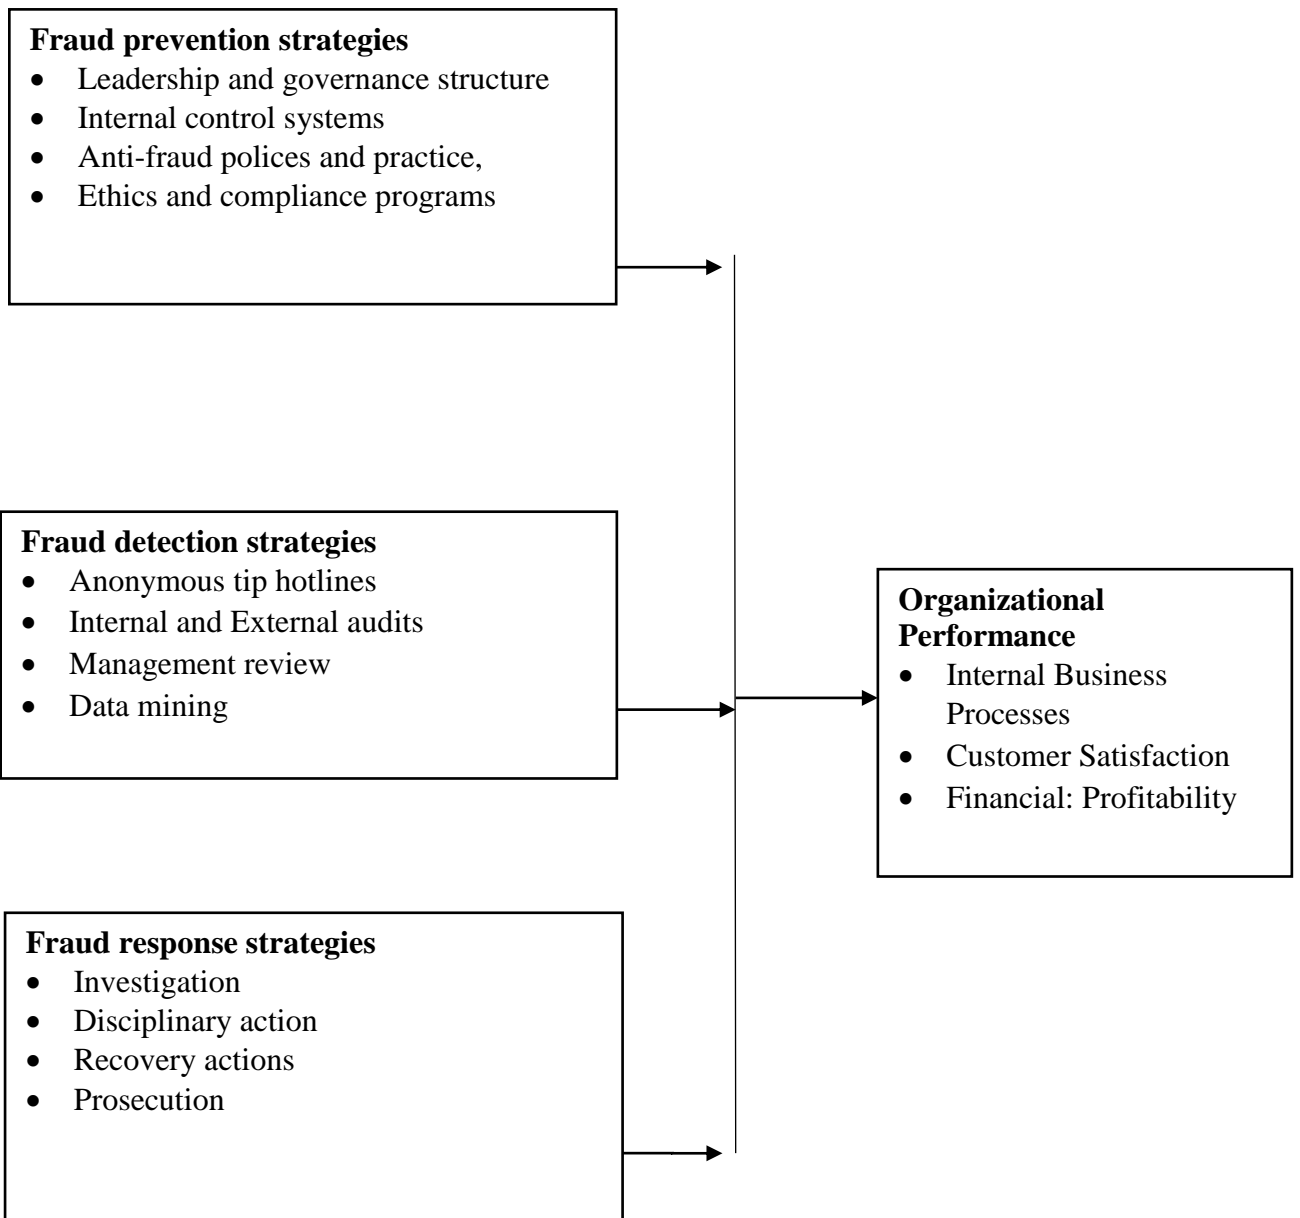 Fraud prevention strategies
• Leadership and governance structure
• Internal control systems
• Anti-fraud polices and practice,
• Ethics and compliance programs
Fraud detection strategies
• Anonymous tip hotlines
• Internal and External audits
• Management review
• Data mining
Organizational
Performance
• Internal Business
Processes
• Customer Satisfaction
• Financial: Profitability
Fraud response strategies
• Investigation
• Disciplinary action
• Recovery actions
• Prosecution